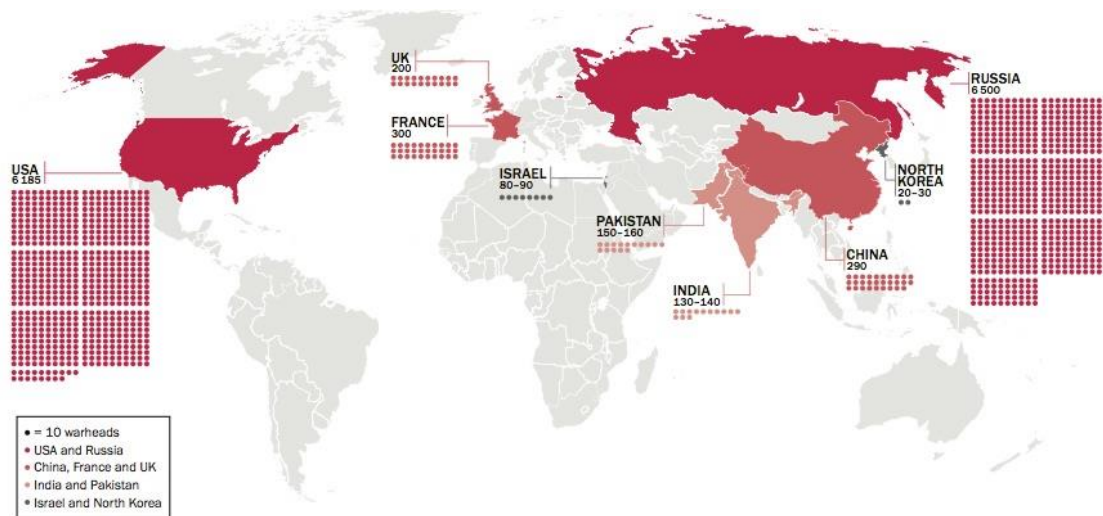 UK
200
FRANCE
300
RUSSIA
6 500
USA
6 185
ISRAEL
80–90
NORTH
KOREA
20–30
PAKISTAN
150–160
CHINA
290
INDIA
130–140
= 10 warheads
USA and Russia
China, France and UK
India and Pakistan
Israel and North Korea